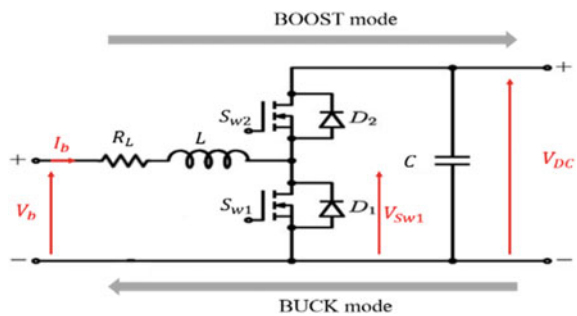 BOOST mode
+
S_w2
D_2
I_b
R_L
L
+
C
V_DC
V_b
S_w1
D_1
V_Sw1
−
−
BUCK mode